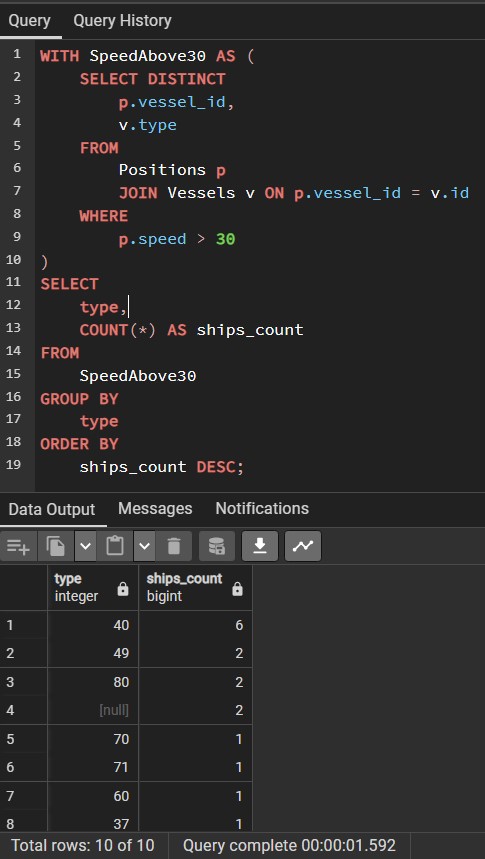 Query Query History
1 WITH SpeedAbove30 AS (
2 SELECT DISTINCT
3 p.vessel_id,
4 v.type
5 FROM
6 Positions p
7 JOIN Vessels v ON p.vessel_id = v.id
8 WHERE
9 p.speed > 30
10 )
11 SELECT
12 type,
13 COUNT(*) AS ships_count
14 FROM
15 SpeedAbove30
16 GROUP BY
17 type
18 ORDER BY
19 ships_count DESC;
Data Output Messages Notifications
type ships_count
integer bigint
1 40 6
2 49 2
3 80 2
4 [null] 2
5 70 1
6 71 1
7 60 1
8 37 1
Total rows: 10 of 10 Query complete 00:00:01.592